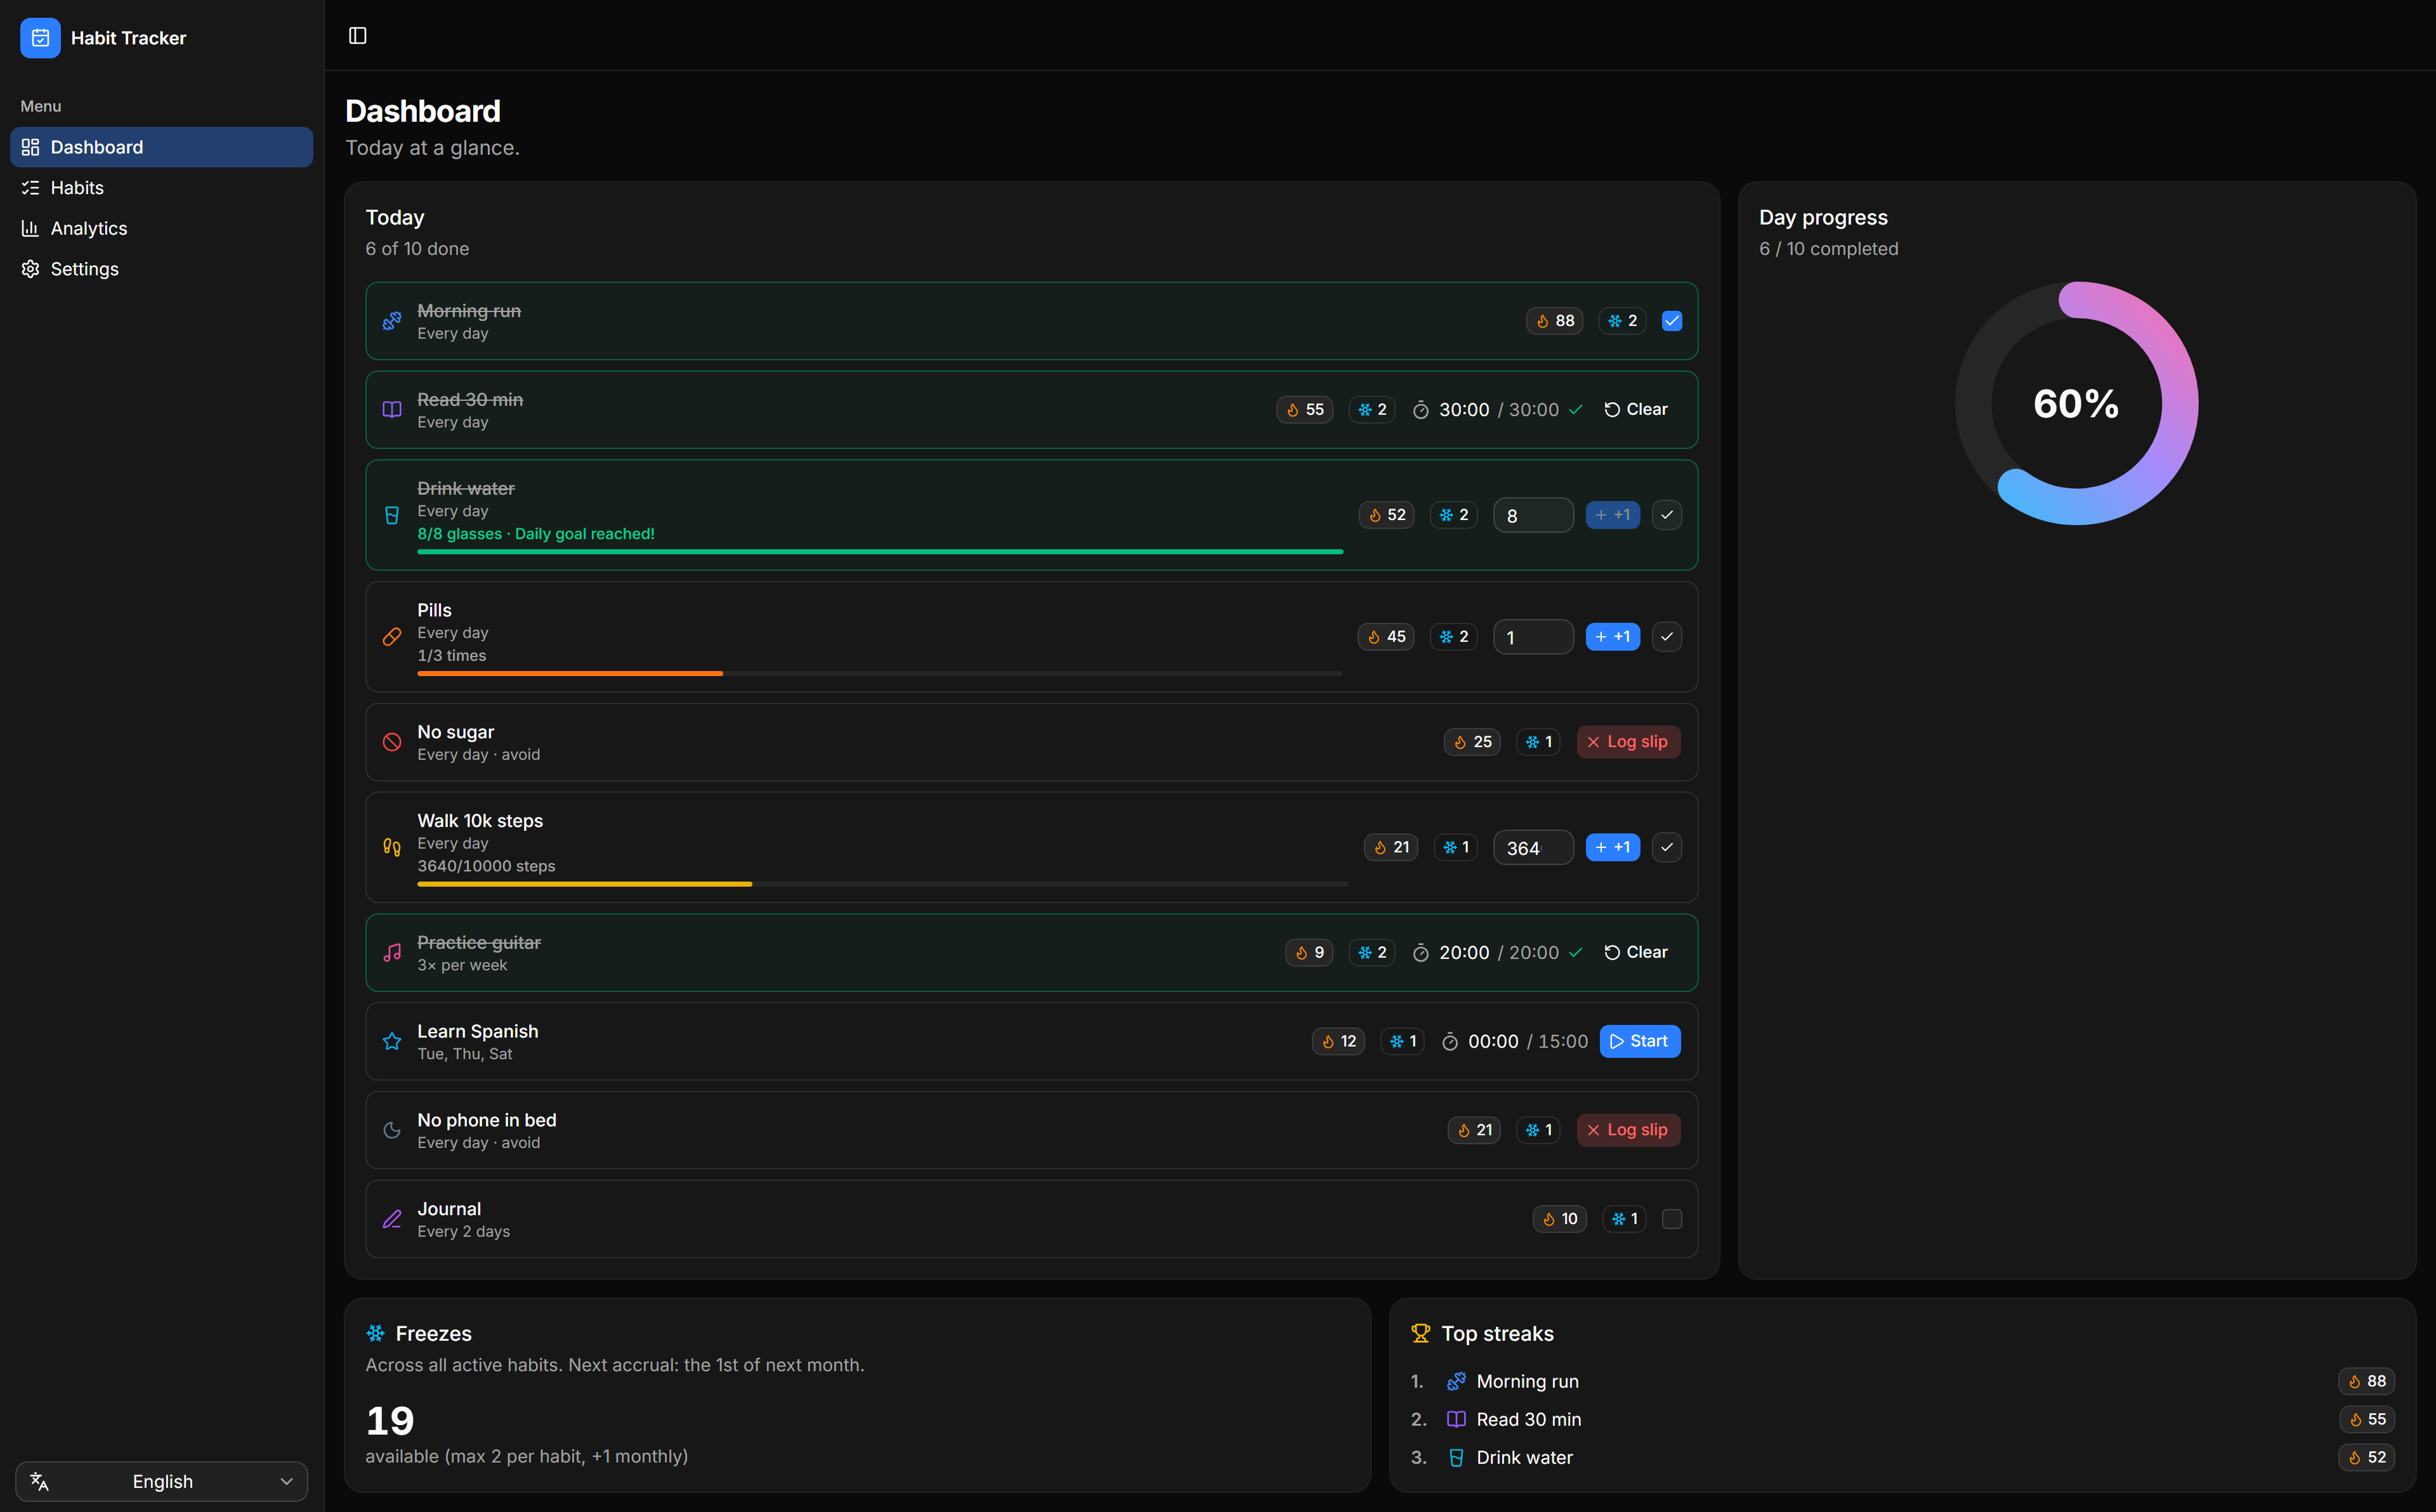 Habit Tracker
Menu
Dashboard
Habits
Analytics
Settings
English
Dashboard
Today at a glance.
Today
6 of 10 done
Morning run
Every day
88
2
Read 30 min
Every day
55
2
30:00 / 30:00
Clear
Drink water
Every day
8/8 glasses · Daily goal reached!
52
2
8
+1
Pills
Every day
1/3 times
45
2
1
+1
No sugar
Every day · avoid
25
1
Log slip
Walk 10k steps
Every day
3640/10000 steps
21
1
364
+1
Practice guitar
3× per week
9
2
20:00 / 20:00
Clear
Learn Spanish
Tue, Thu, Sat
12
1
00:00 / 15:00
Start
No phone in bed
Every day · avoid
21
1
Log slip
Journal
Every 2 days
10
1
Day progress
6 / 10 completed
60%
Freezes
Across all active habits. Next accrual: the 1st of next month.
19
available (max 2 per habit, +1 monthly)
Top streaks
1. Morning run 88
2. Read 30 min 55
3. Drink water 52